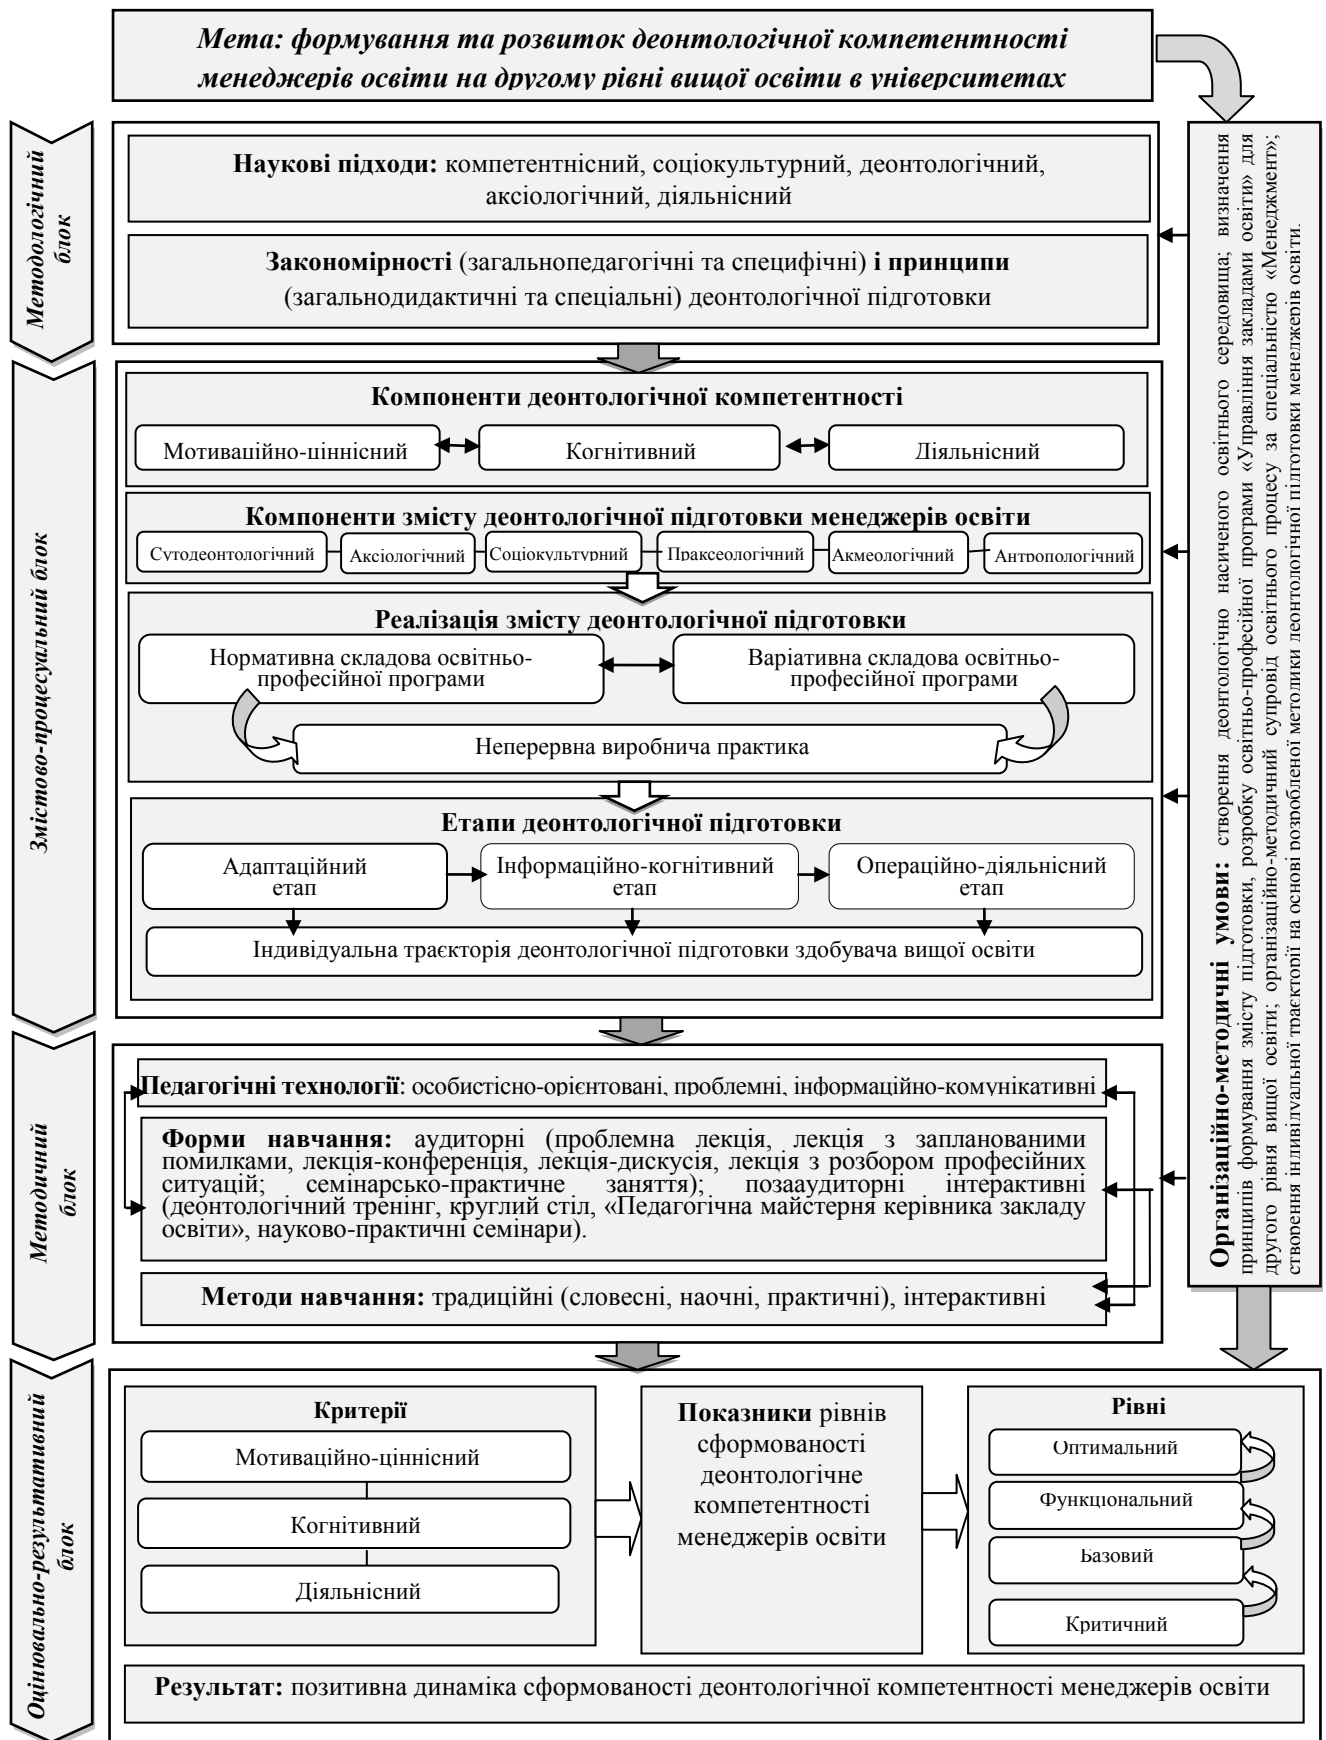 Мета: формування та розвиток деонтологічної компетентності
менеджерів освіти на другому рівні вищої освіти в університетах
Методологічний
блок
Наукові підходи: компетентнісний, соціокультурний, деонтологічний,
аксіологічний, діяльнісний
Закономірності (загальнопедагогічні та специфічні) і принципи
(загальнодидактичні та спеціальні) деонтологічної підготовки
Змістово-процесуальний блок
Компоненти деонтологічної компетентності
Мотиваційно-ціннісний
Когнітивний
Діяльнісний
Компоненти змісту деонтологічної підготовки менеджерів освіти
Сутодеонтологічний
Аксіологічний
Соціокультурний
Праксеологічний
Акмеологічний
Антропологічний
Реалізація змісту деонтологічної підготовки
Нормативна складова освітньо-
професійної програми
Варіативна складова освітньо-
професійної програми
Неперервна виробнича практика
Етапи деонтологічної підготовки
Адаптаційний
етап
Інформаційно-когнітивний
етап
Операційно-діяльнісний
етап
Індивідуальна траєкторія деонтологічної підготовки здобувача вищої освіти
Методичний
блок
Педагогічні технології: особистісно-орієнтовані, проблемні, інформаційно-комунікативні
Форми навчання: аудиторні (проблемна лекція, лекція з запланованими
помилками, лекція-конференція, лекція-дискусія, лекція з розбором професійних
ситуацій; семінарсько-практичне заняття); позааудиторні інтерактивні
(деонтологічний тренінг, круглий стіл, «Педагогічна майстерня керівника закладу
освіти», науково-практичні семінари).
Методи навчання: традиційні (словесні, наочні, практичні), інтерактивні
Організаційно-методичні умови: створення деонтологічно насиченого освітнього середовища; визначення
принципів формування змісту підготовки, розробку освітньо-професійної програми «Управління закладами освіти» для
другого рівня вищої освіти; організаційно-методичний супровід освітнього процесу за спеціальністю «Менеджмент»;
створення індивідуальної траєкторії на основі розробленої методики деонтологічної підготовки менеджерів освіти.
Оцінювально-результативний
блок
Критерії
Мотиваційно-ціннісний
Когнітивний
Діяльнісний
Показники рівнів
сформованості
деонтологічне
компетентності
менеджерів освіти
Рівні
Оптимальний
Функціональний
Базовий
Критичний
Результат: позитивна динаміка сформованості деонтологічної компетентності менеджерів освіти